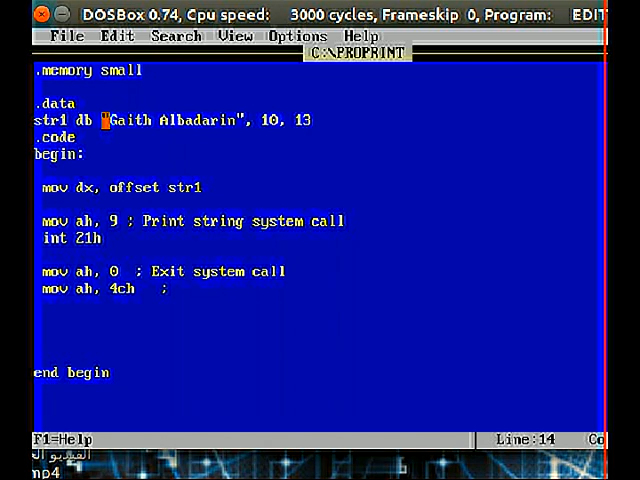 DOSBox 0.74, Cpu speed: 3000 cycles, Frameskip 0, Program: EDIT
File Edit Search View Options Help
C:\PROPRINT
.memory small
.data
str1 db "Gaith Albadarin", 10, 13
.code
begin:
mov dx, offset str1
mov ah, 9 ; Print string system call
int 21h
mov ah, 0 ; Exit system call
mov ah, 4ch ;
end begin
F1=Help Line:14 Co
الفيديو
mp4